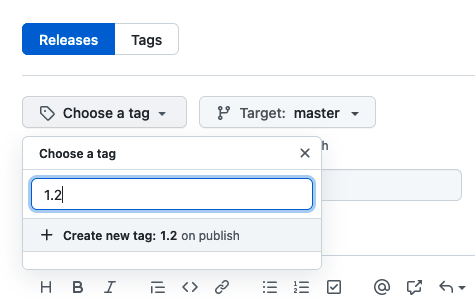 Releases Tags
Choose a tag Target: master
Choose a tag
1.2
Create new tag: 1.2 on publish